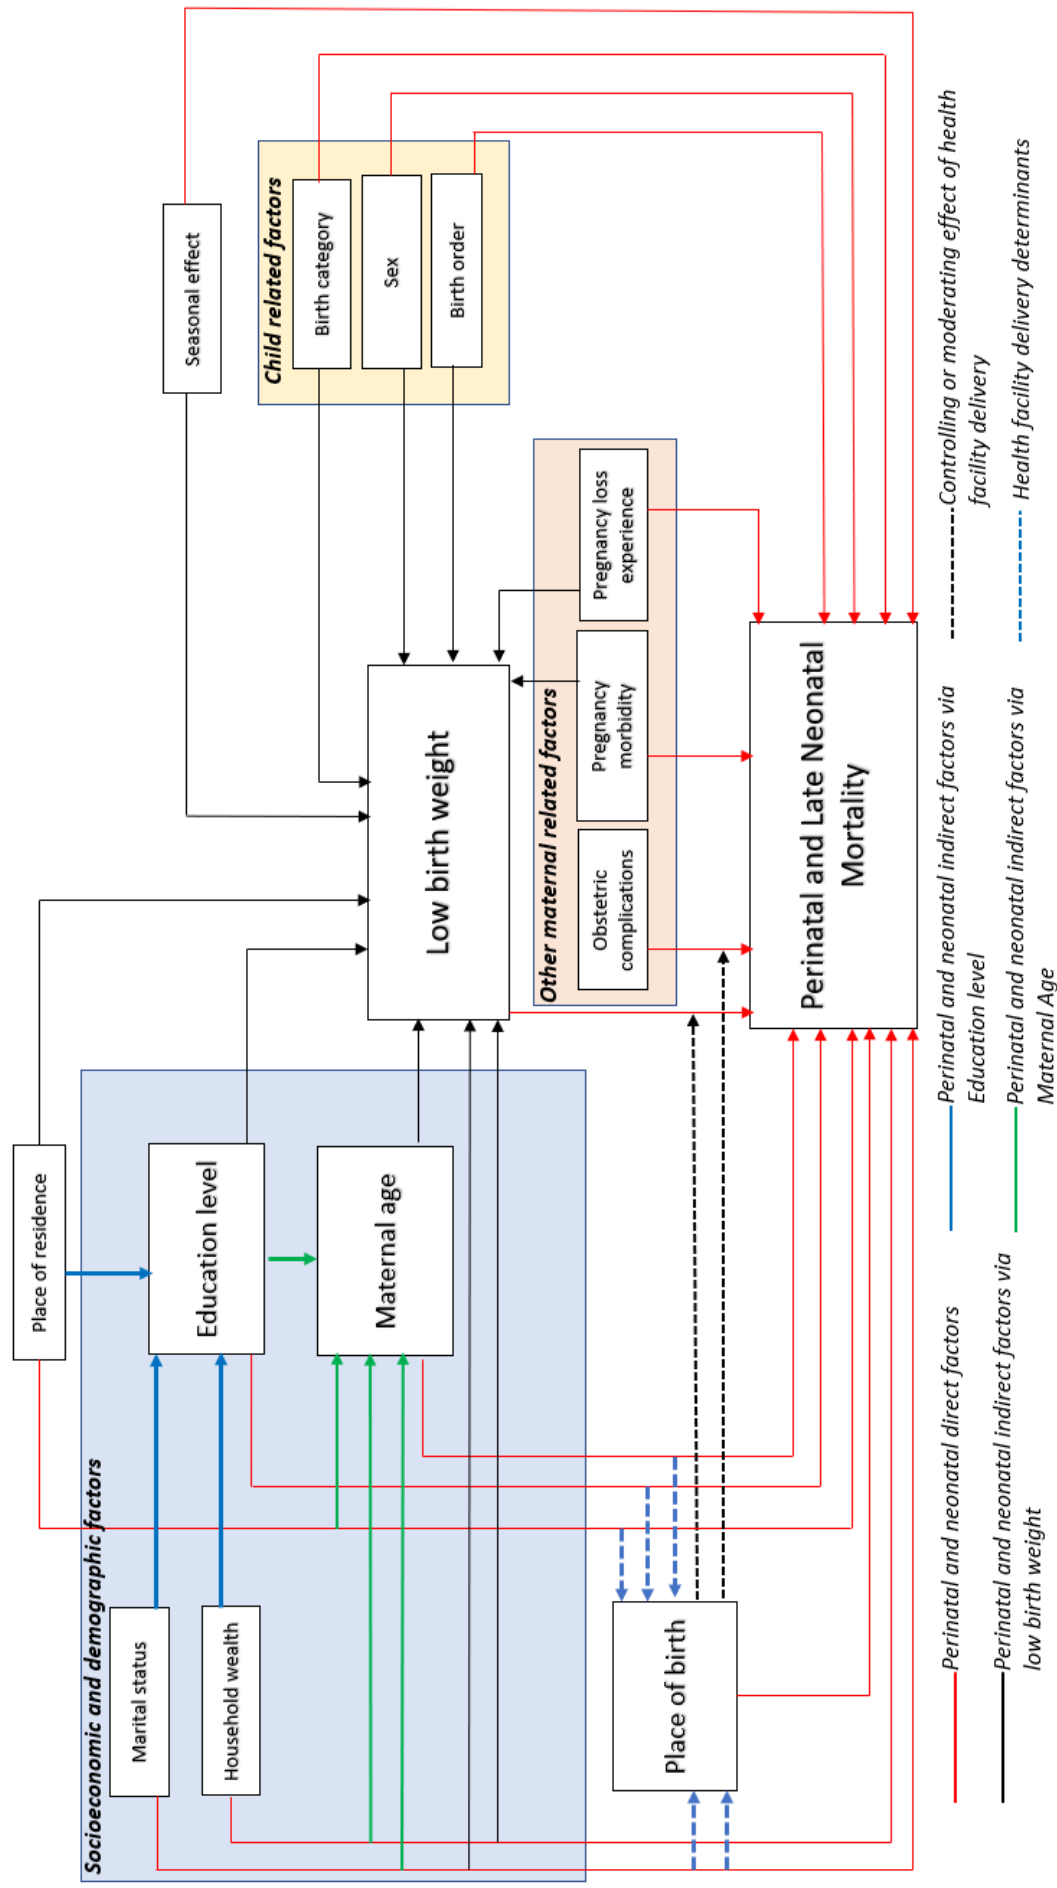 Place of residence
Seasonal effect
Socioeconomic and demographic factors
Marital status
Household wealth
Education level
Maternal age
Child related factors
Birth category
Sex
Birth order
Low birth weight
Other maternal related factors
Obstetric
complications
Pregnancy
morbidity
Pregnancy loss
experience
Place of birth
Perinatal and Late Neonatal
Mortality
Perinatal and neonatal direct factors
Perinatal and neonatal indirect factors via
low birth weight
Perinatal and neonatal indirect factors via
Education level
Perinatal and neonatal indirect factors via
Maternal Age
Controlling or moderating effect of health
facility delivery
Health facility delivery determinants